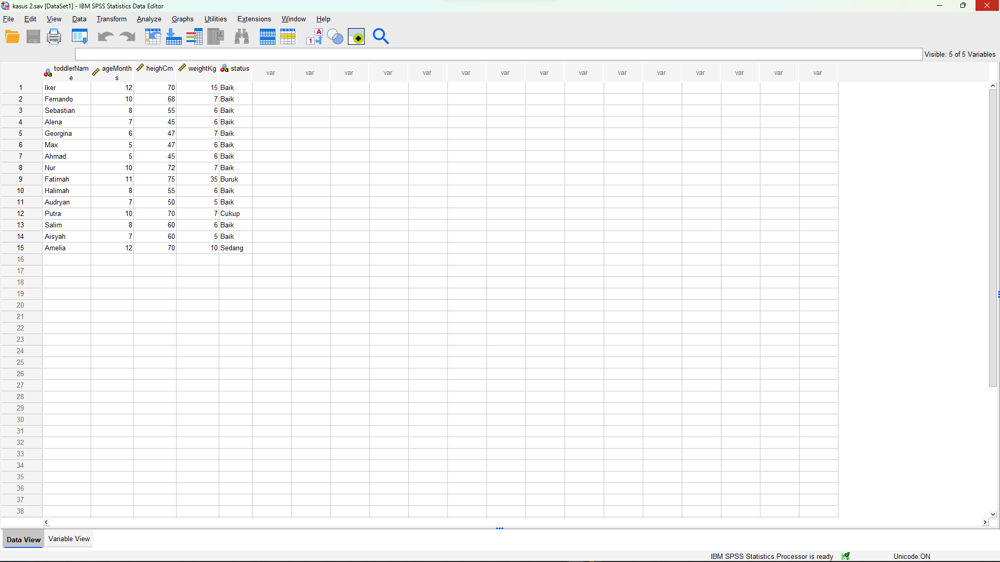 kasus 2.sav [DataSet1] - IBM SPSS Statistics Data Editor
File Edit View Data Transform Analyze Graphs Utilities Extensions Window Help
Visible: 5 of 5 Variables
toddlerName ageMonths heighCm weightKg status var var var var var var var var var var var var var var var
1 Iker 12 70 15 Baik
2 Fernando 10 68 7 Baik
3 Sebastian 8 55 6 Baik
4 Alena 7 45 6 Baik
5 Georgina 6 47 7 Baik
6 Max 5 47 6 Baik
7 Ahmad 5 45 6 Baik
8 Nur 10 72 7 Baik
9 Fatimah 11 75 35 Buruk
10 Halimah 8 55 6 Baik
11 Audryan 7 50 5 Baik
12 Putra 10 70 7 Cukup
13 Salim 8 60 6 Baik
14 Aisyah 7 60 5 Baik
15 Amelia 12 70 10 Sedang
16
17
18
19
20
21
22
23
24
25
26
27
28
29
30
31
32
33
34
35
36
37
38
Data View Variable View
IBM SPSS Statistics Processor is ready Unicode:ON